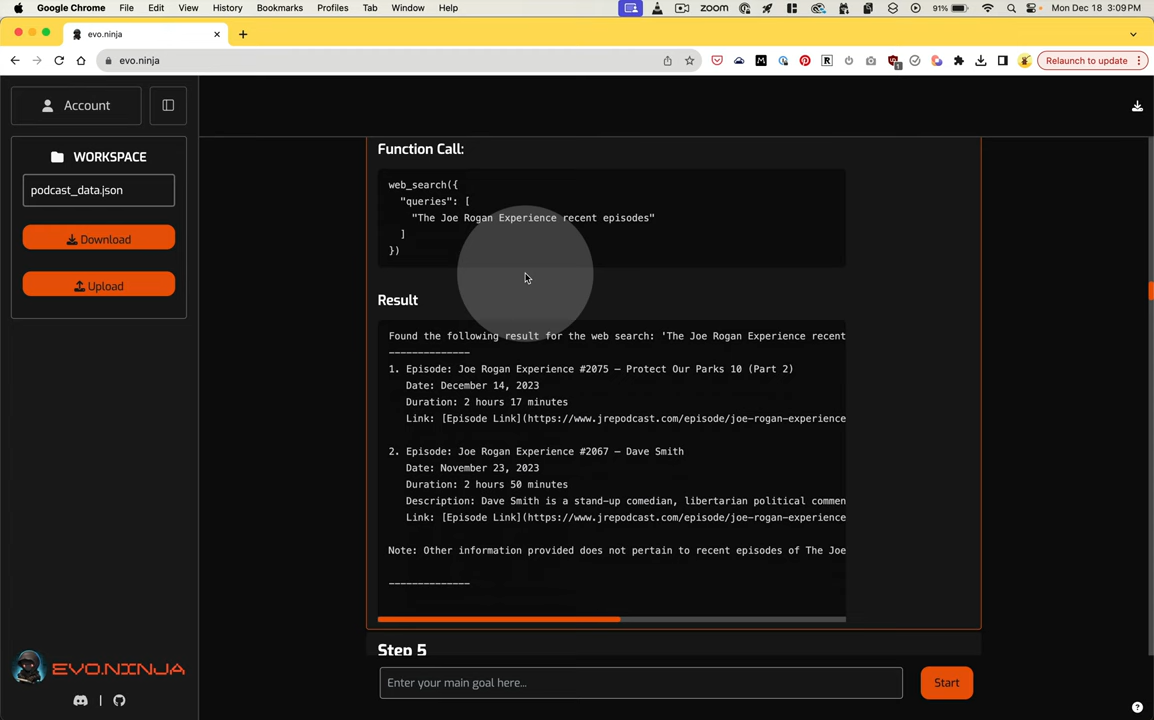 Google Chrome File Edit View History Bookmarks Profiles Tab Window Help zoom 91% Mon Dec 18 3:09 PM
evo.ninja
evo.ninja
Relaunch to update
Account
WORKSPACE
podcast_data.json
Download
Upload
Function Call:
web_search({
"queries": [
"The Joe Rogan Experience recent episodes"
]
})
Result
Found the following result for the web search: 'The Joe Rogan Experience recent
——————————————
1. Episode: Joe Rogan Experience #2075 – Protect Our Parks 10 (Part 2)
Date: December 14, 2023
Duration: 2 hours 17 minutes
Link: [Episode Link](https://www.jrepodcast.com/episode/joe-rogan-experience
2. Episode: Joe Rogan Experience #2067 – Dave Smith
Date: November 23, 2023
Duration: 2 hours 50 minutes
Description: Dave Smith is a stand-up comedian, libertarian political commen
Link: [Episode Link](https://www.jrepodcast.com/episode/joe-rogan-experience
Note: Other information provided does not pertain to recent episodes of The Joe
——————————————
Step 5
EVO.NINJA
Enter your main goal here...
Start
|
?